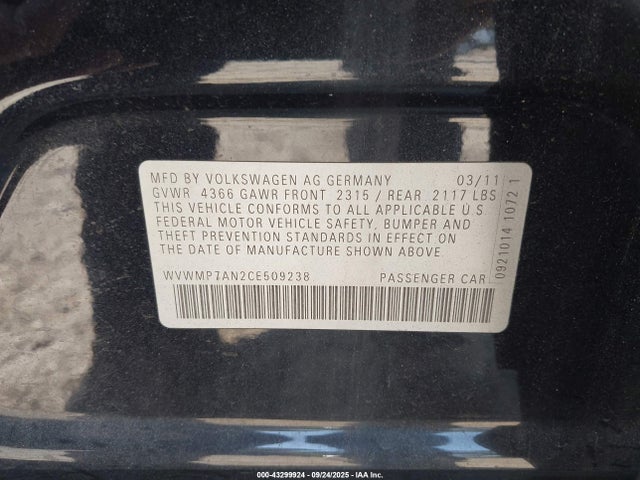 MFD BY VOLKSWAGEN AG GERMANY 03/11
GVWR 4366 GAWR FRONT 2315 / REAR 2117 LBS
THIS VEHICLE CONFORMS TO ALL APPLICABLE U S
FEDERAL MOTOR VEHICLE SAFETY, BUMPER AND
THEFT PREVENTION STANDARDS IN EFFECT ON THE
DATE OF MANUFACTURE SHOWN ABOVE.
WVWMP7AN2CE509238 PASSENGER CAR
0921014 1072 1
000-43299924 - 09/24/2025 - IAA Inc.